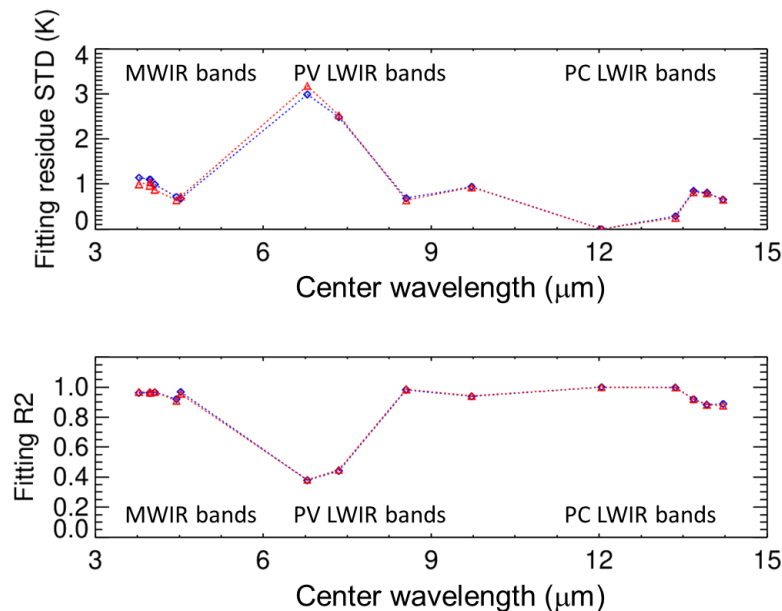 4
3
2
1
0
Fitting residue STD (K)
MWIR bands PV LWIR bands PC LWIR bands
3 6 9 12 15
Center wavelength (μm)
1.0
0.8
0.6
0.4
0.2
0.0
Fitting R2
MWIR bands PV LWIR bands PC LWIR bands
3 6 9 12 15
Center wavelength (μm)